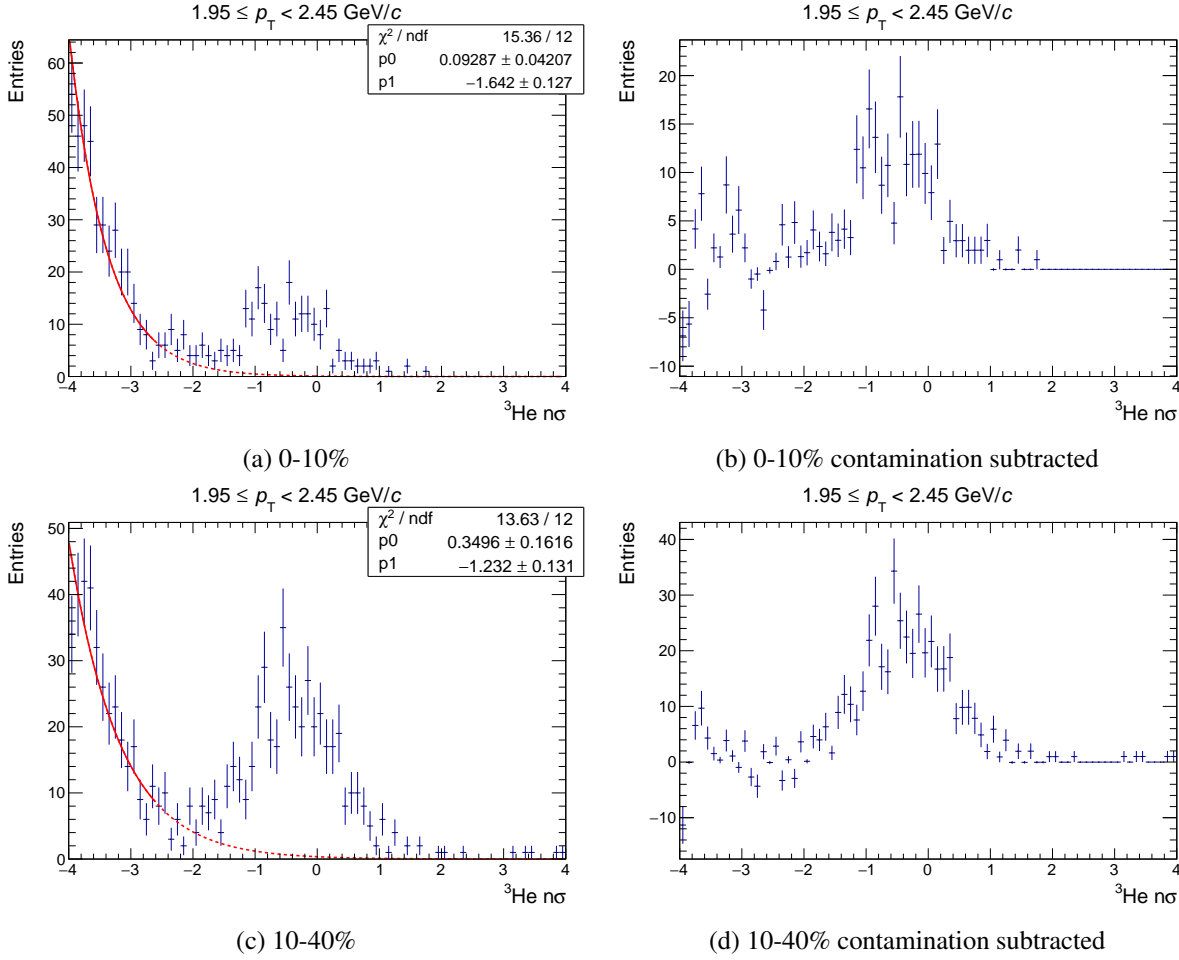 1.95 ≤ p_T < 2.45 GeV/c
χ² / ndf 15.36 / 12
p0 0.09287 ± 0.04207
p1 −1.642 ± 0.127
Entries
60
50
40
30
20
10
0
−4 −3 −2 −1 0 1 2 3 4
³He nσ
(a) 0-10%
1.95 ≤ p_T < 2.45 GeV/c
Entries
20
15
10
5
0
−5
−10
−4 −3 −2 −1 0 1 2 3 4
³He nσ
(b) 0-10% contamination subtracted
1.95 ≤ p_T < 2.45 GeV/c
χ² / ndf 13.63 / 12
p0 0.3496 ± 0.1616
p1 −1.232 ± 0.131
Entries
50
40
30
20
10
0
−4 −3 −2 −1 0 1 2 3 4
³He nσ
(c) 10-40%
1.95 ≤ p_T < 2.45 GeV/c
Entries
40
30
20
10
0
−10
−4 −3 −2 −1 0 1 2 3 4
³He nσ
(d) 10-40% contamination subtracted